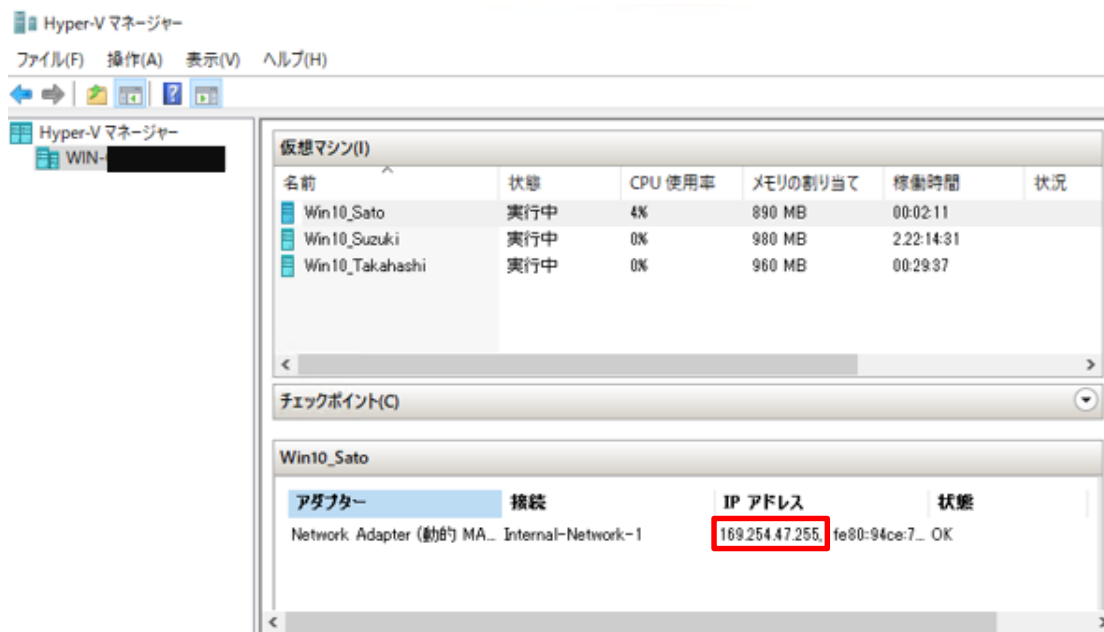 Hyper-V マネージャー
ファイル(F) 操作(A) 表示(V) ヘルプ(H)
Hyper-V マネージャー
WIN-
仮想マシン(I)
名前 状態 CPU 使用率 メモリの割り当て 稼働時間 状況
Win10_Sato 実行中 4% 890 MB 00:02:11
Win10_Suzuki 実行中 0% 980 MB 2.22:14:31
Win10_Takahashi 実行中 0% 960 MB 00:29:37
チェックポイント(C)
Win10_Sato
アダプター 接続 IP アドレス 状態
Network Adapter (動的 MA... Internal-Network-1 169.254.47.255, fe80:94ce:7... OK